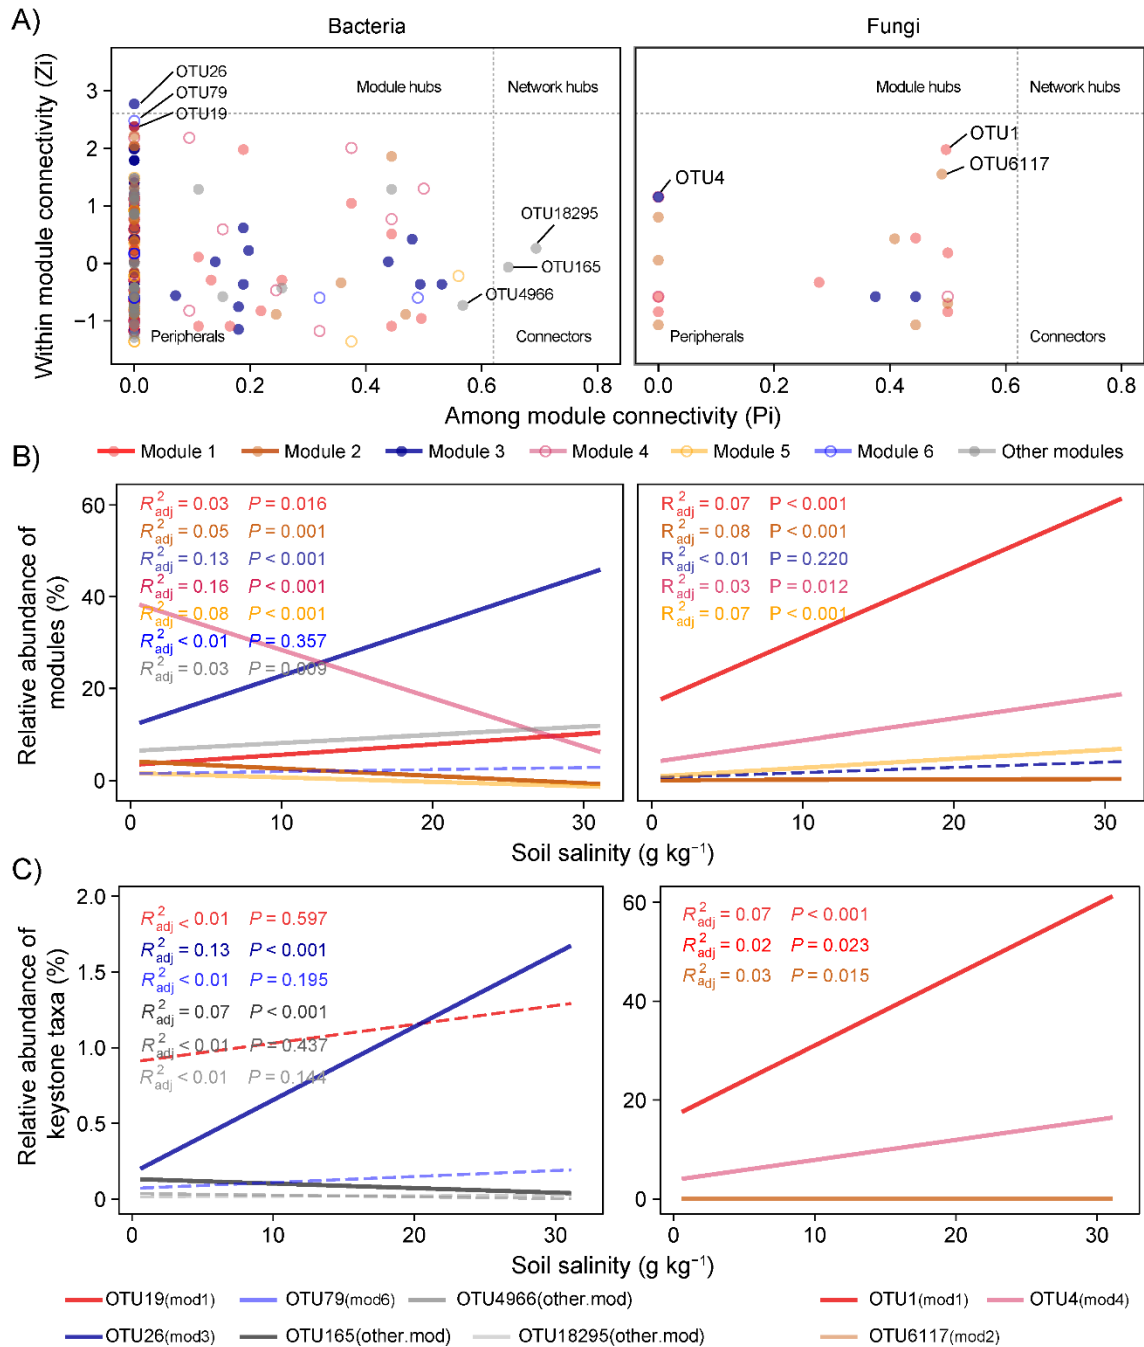 A)
Bacteria
Fungi
Within module connectivity (Zi)
3
2
1
0
−1
OTU26
OTU79
OTU19
Module hubs
Network hubs
OTU18295
OTU165
OTU4966
Peripherals
Connectors
Module hubs
Network hubs
OTU1
OTU6117
OTU4
Peripherals
Connectors
0.0 0.2 0.4 0.6 0.8
0.0 0.2 0.4 0.6 0.8
Among module connectivity (Pi)
Module 1 Module 2 Module 3 Module 4 Module 5 Module 6 Other modules
B)
Relative abundance of
modules (%)
60
40
20
0
R²adj = 0.03 P = 0.016
R²adj = 0.05 P = 0.001
R²adj = 0.13 P < 0.001
R²adj = 0.16 P < 0.001
R²adj = 0.08 P < 0.001
R²adj < 0.01 P = 0.357
R²adj = 0.03 P = 0.009
R²adj = 0.07 P < 0.001
R²adj = 0.08 P < 0.001
R²adj < 0.01 P = 0.220
R²adj = 0.03 P = 0.012
R²adj = 0.07 P < 0.001
0 10 20 30
0 10 20 30
Soil salinity (g kg⁻¹)
C)
Relative abundance of
keystone taxa (%)
2.0
1.5
1.0
0.5
0
R²adj < 0.01 P = 0.597
R²adj = 0.13 P < 0.001
R²adj < 0.01 P = 0.195
R²adj = 0.07 P < 0.001
R²adj < 0.01 P = 0.437
R²adj < 0.01 P = 0.144
60
40
20
0
R²adj = 0.07 P < 0.001
R²adj = 0.02 P = 0.023
R²adj = 0.03 P = 0.015
0 10 20 30
0 10 20 30
Soil salinity (g kg⁻¹)
OTU19(mod1) OTU79(mod6) OTU4966(other.mod) OTU1(mod1) OTU4(mod4)
OTU26(mod3) OTU165(other.mod) OTU18295(other.mod) OTU6117(mod2)